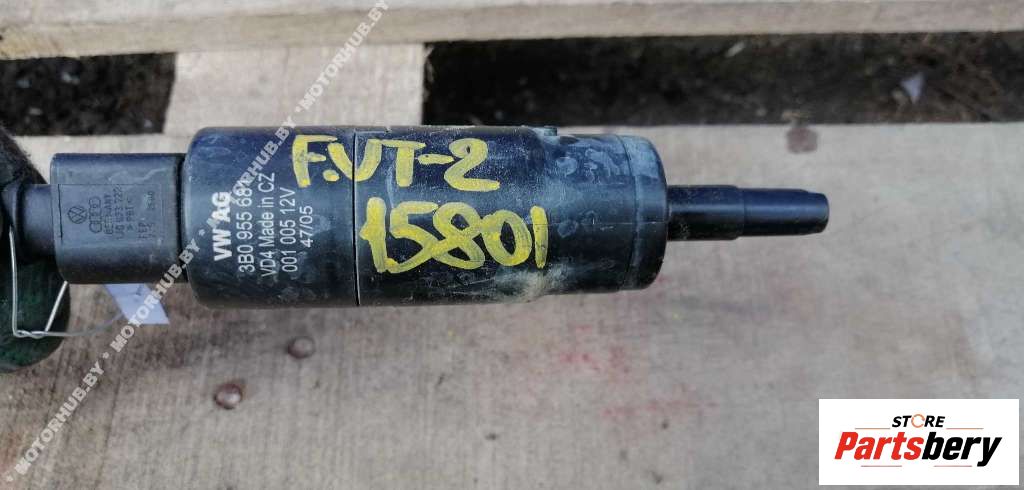 VW AG
3B0 955 681
VD4 Made in CZ
001 005 12V
47/05
F.VT-2
15801
GERMANY
* MOTORHUB.BY * MOTORHUB.BY * MOTORHUB.BY
STORE
Partsbery